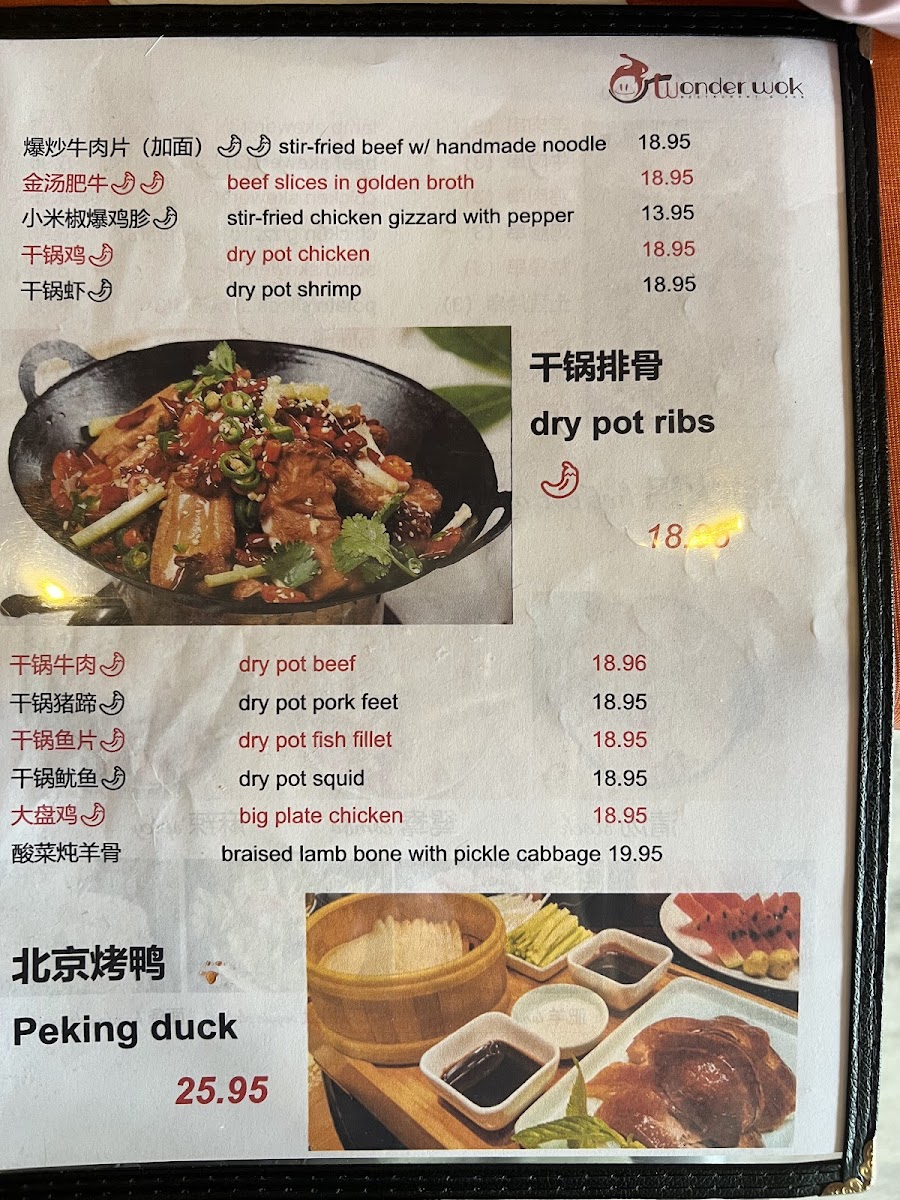 wonder wok
爆炒牛肉片（加面） stir-fried beef w/ handmade noodle 18.95
金汤肥牛 beef slices in golden broth 18.95
小米椒爆鸡胗 stir-fried chicken gizzard with pepper 13.95
干锅鸡 dry pot chicken 18.95
干锅虾 dry pot shrimp 18.95
干锅排骨
dry pot ribs
干锅牛肉 dry pot beef 18.96
干锅猪蹄 dry pot pork feet 18.95
干锅鱼片 dry pot fish fillet 18.95
干锅鱿鱼 dry pot squid 18.95
大盘鸡 big plate chicken 18.95
酸菜炖羊骨 braised lamb bone with pickle cabbage 19.95
北京烤鸭
Peking duck
25.95